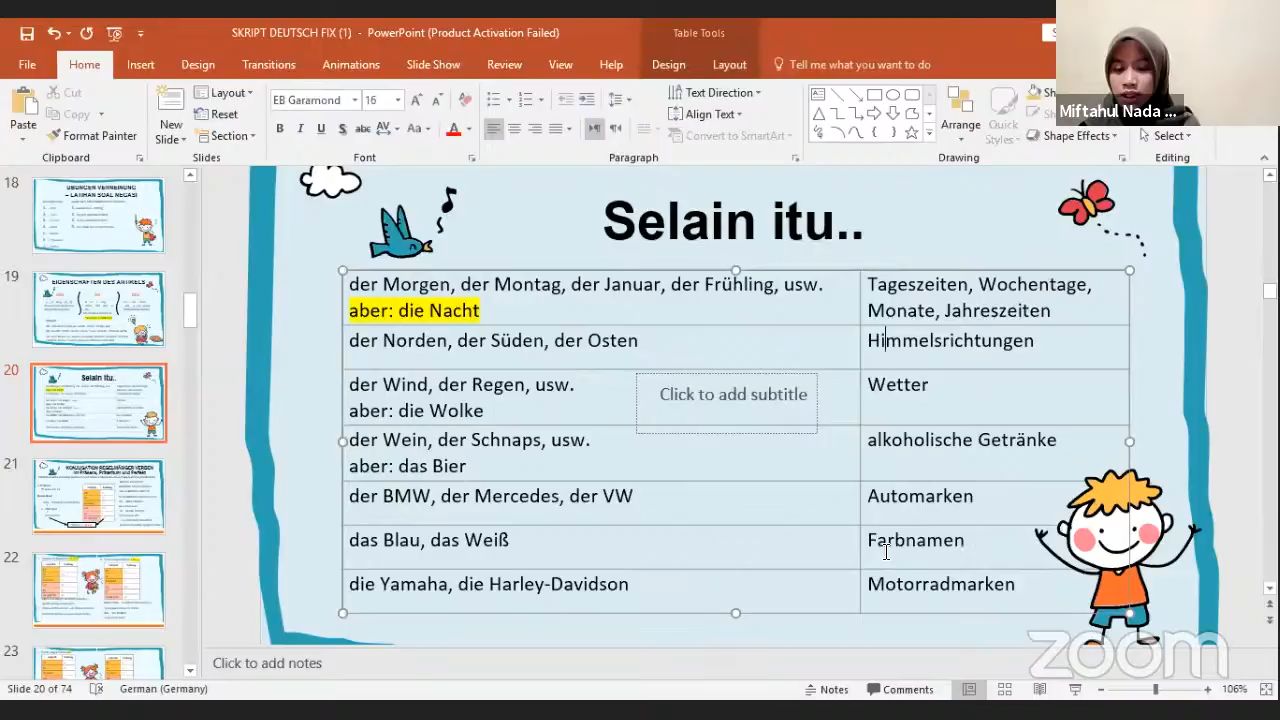 SKRIPT DEUTSCH FIX (1) - PowerPoint (Product Activation Failed)
Table Tools
File Home Insert Design Transitions Animations Slide Show Review View Help Design Layout Tell me what you want to do
Miftahul Nada ...
Paste
Cut
Copy
Format Painter
Clipboard
New
Slide
Layout
Reset
Section
Slides
EB Garamond 16
B I U S abc AV Aa A
Font
Text Direction
Align Text
Convert to SmartArt
Paragraph
Arrange
Quick
Styles
Shape Effects
Drawing
Select
Editing
18
19
20
21
22
23
Selain itu..
der Morgen, der Montag, der Januar, der Frühling, usw.
aber: die Nacht
Tageszeiten, Wochentage,
Monate, Jahreszeiten
der Norden, der Süden, der Osten
Himmelsrichtungen
der Wind, der Regen, usw.
aber: die Wolke
Wetter
Click to add subtitle
der Wein, der Schnaps, usw.
aber: das Bier
alkoholische Getränke
der BMW, der Mercedes, der VW
Automarken
das Blau, das Weiß
Farbnamen
die Yamaha, die Harley-Davidson
Motorradmarken
zoom
Click to add notes
Slide 20 of 74 German (Germany) Notes Comments 106%